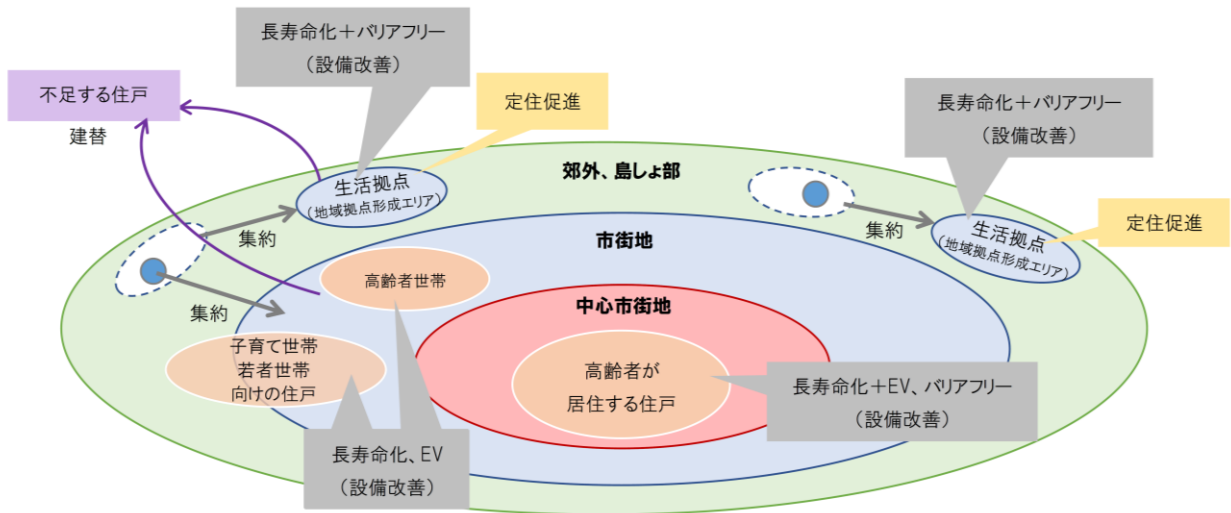 長寿命化＋バリアフリー
（設備改善）
不足する住戸
建替
定住促進
長寿命化＋バリアフリー
（設備改善）
郊外、島しょ部
生活拠点
（地域拠点形成エリア）
集約
集約
生活拠点
（地域拠点形成エリア）
定住促進
市街地
高齢者世帯
集約
中心市街地
子育て世帯
若者世帯
向けの住戸
高齢者が
居住する住戸
長寿命化＋EV、バリアフリー
（設備改善）
長寿命化、EV
（設備改善）